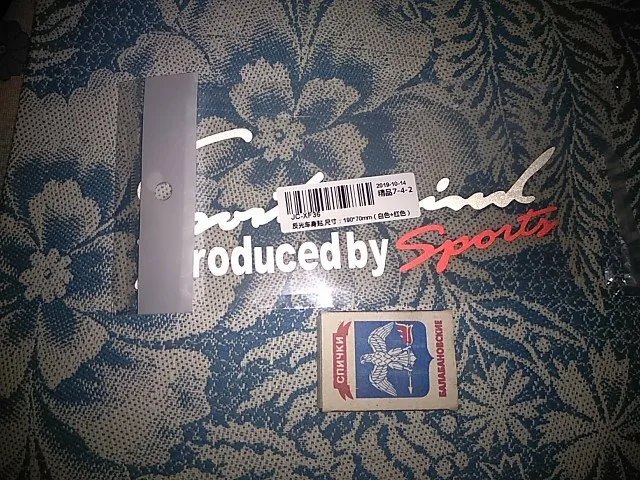 2019-10-14
精品7-4-2
JC-XF36
反光车身贴,尺寸：190*70mm（白色+红色）
roduced by Sports
СПИЧКИ
БАЛАБАНОВСКИЕ